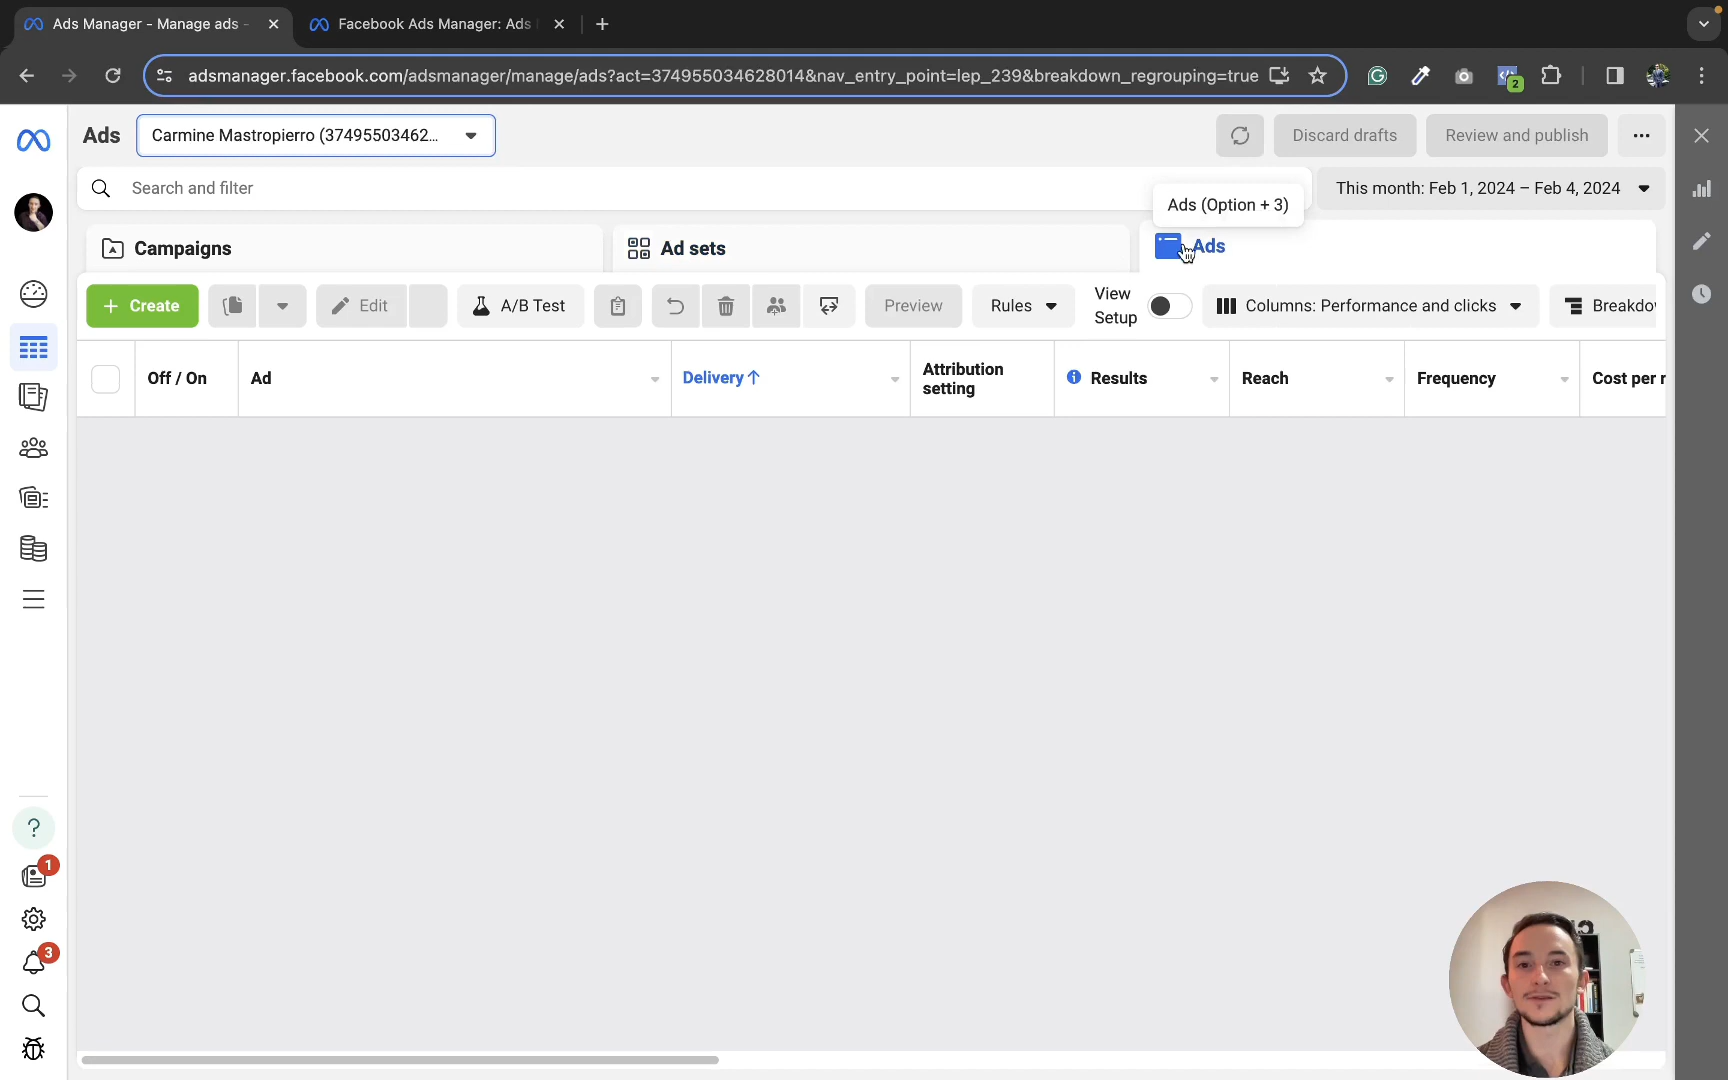 Ads Manager - Manage ads -
Facebook Ads Manager: Ads
adsmanager.facebook.com/adsmanager/manage/ads?act=374955034628014&nav_entry_point=lep_239&breakdown_regrouping=true
2
Ads
Carmine Mastropierro (37495503462...
Discard drafts
Review and publish
Search and filter
This month: Feb 1, 2024 – Feb 4, 2024
Ads (Option + 3)
Campaigns
Ad sets
Ads
+ Create
Edit
A/B Test
Preview
Rules
View
Setup
Columns: Performance and clicks
Breakdo
Off / On
Ad
Delivery ↑
Attribution
setting
Results
Reach
Frequency
Cost per r
?
1
3